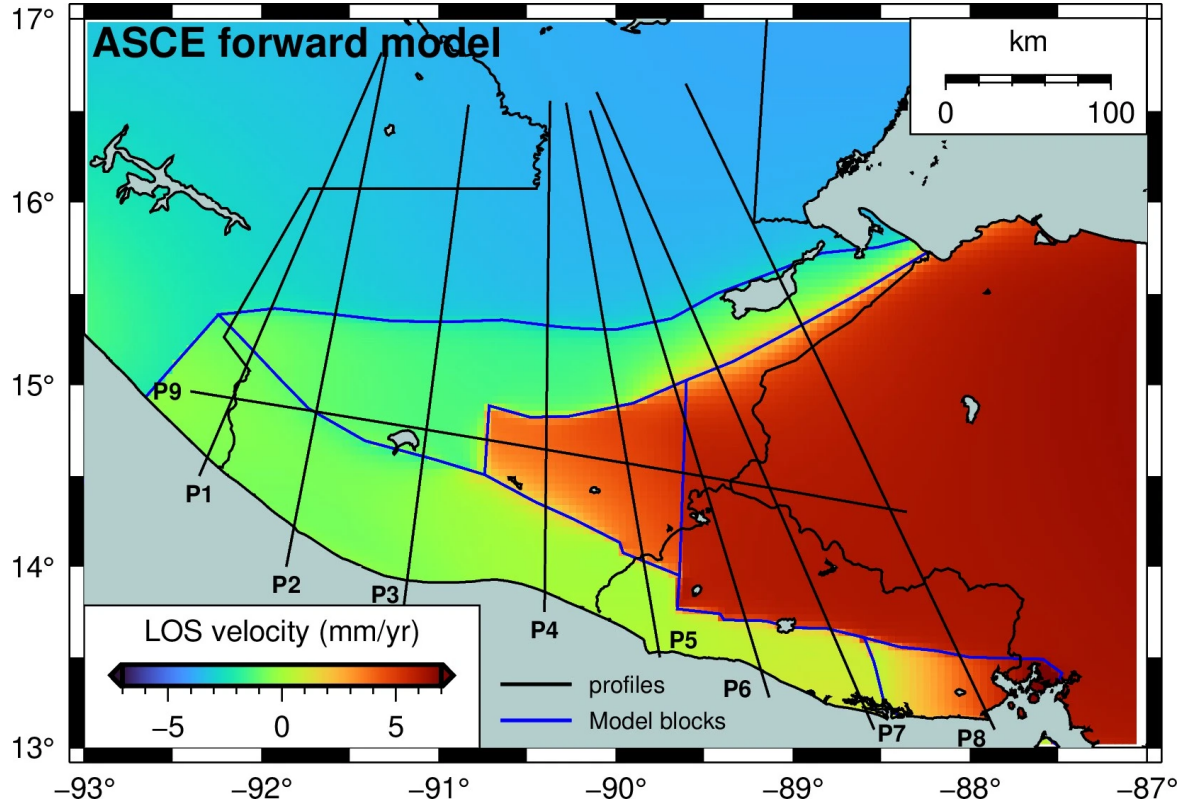 ASCE forward model
km
0 100
17°
16°
15°
14°
13°
P9
P1
P2
P3
P4
P5
P6
P7
P8
LOS velocity (mm/yr)
−5 0 5
profiles
Model blocks
−93° −92° −91° −90° −89° −88° −87°